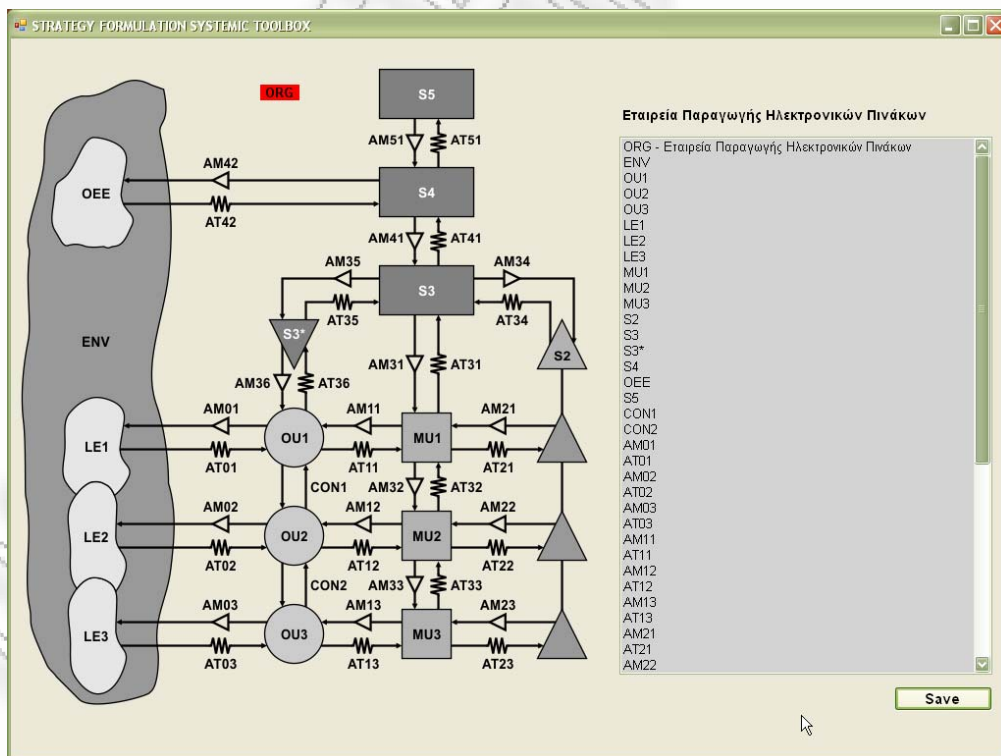 STRATEGY FORMULATION SYSTEMIC TOOLBOX
ORG
S5
AM51 AT51
AM42
OEE
S4
AT42
AM41 AT41
AM35 AM34
S3
AT35 AT34
S3*
ENV
S2
AM31 AT31
AM36 AT36
AM01 AM11 AM21
LE1 OU1 MU1
AT01 AT11 AT21
CON1 AM32 AT32
AM02 AM12 AM22
LE2 OU2 MU2
AT02 AT12 AT22
CON2 AM33 AT33
AM03 AM13 AM23
LE3 OU3 MU3
AT03 AT13 AT23
Εταιρεία Παραγωγής Ηλεκτρονικών Πινάκων
ORG - Εταιρεία Παραγωγής Ηλεκτρονικών Πινάκων
ENV
OU1
OU2
OU3
LE1
LE2
LE3
MU1
MU2
MU3
S2
S3
S3*
S4
OEE
S5
CON1
CON2
AM01
AT01
AM02
AT02
AM03
AT03
AM11
AT11
AM12
AT12
AM13
AT13
AM21
AT21
AM22
Save